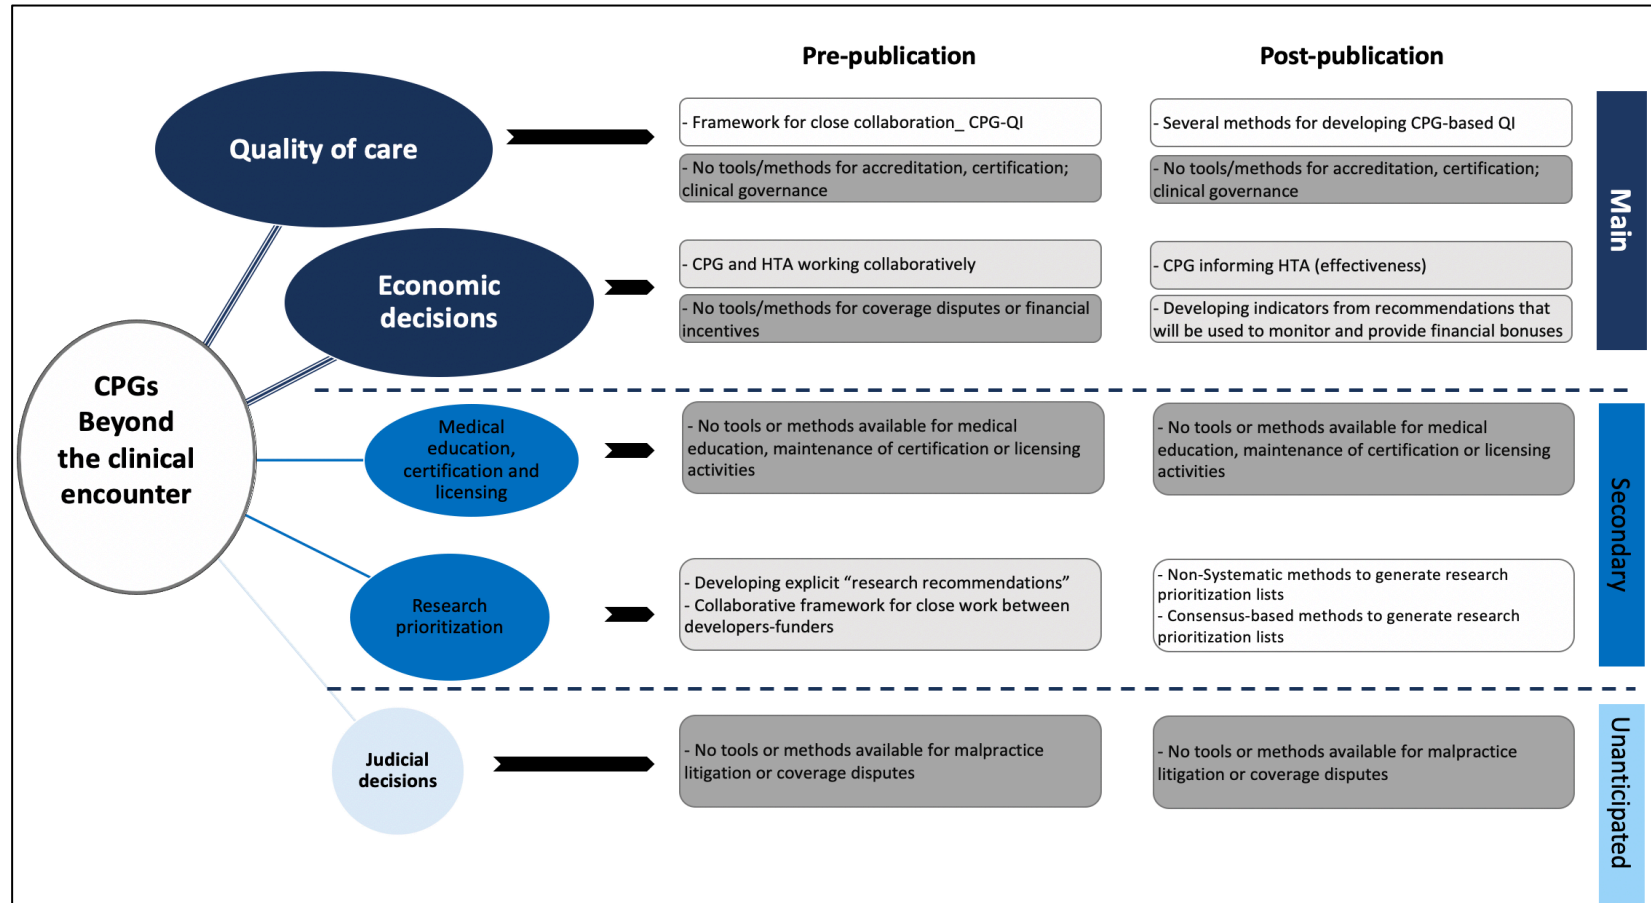 Pre-publication
Post-publication
Quality of care
- Framework for close collaboration_ CPG-QI
- Several methods for developing CPG-based QI
- No tools/methods for accreditation, certification;
clinical governance
- No tools/methods for accreditation, certification;
clinical governance
Main
Economic
decisions
- CPG and HTA working collaboratively
- CPG informing HTA (effectiveness)
- No tools/methods for coverage disputes or financial
incentives
- Developing indicators from recommendations that
will be used to monitor and provide financial bonuses
CPGs
Beyond
the clinical
encounter
Medical
education,
certification and
licensing
- No tools or methods available for medical
education, maintenance of certification or licensing
activities
- No tools or methods available for medical
education, maintenance of certification or licensing
activities
Secondary
Research
prioritization
- Developing explicit “research recommendations”
- Collaborative framework for close work between
developers-funders
- Non-Systematic methods to generate research
prioritization lists
- Consensus-based methods to generate research
prioritization lists
Judicial
decisions
- No tools or methods available for malpractice
litigation or coverage disputes
- No tools or methods available for malpractice
litigation or coverage disputes
Unanticipated